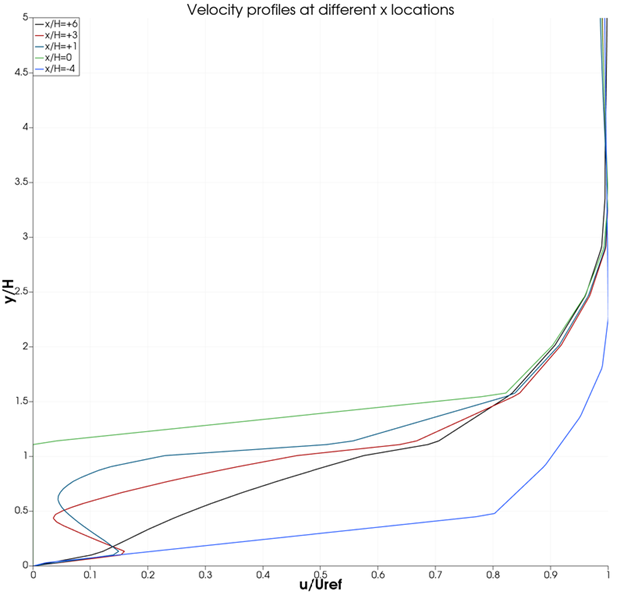 Velocity profiles at different x locations
x/H=+6
x/H=+3
x/H=+1
x/H=0
x/H=-4
5
4.5
4
3.5
3
2.5
2
1.5
1
0.5
0
y/H
0 0.1 0.2 0.3 0.4 0.5 0.6 0.7 0.8 0.9 1
u/Uref